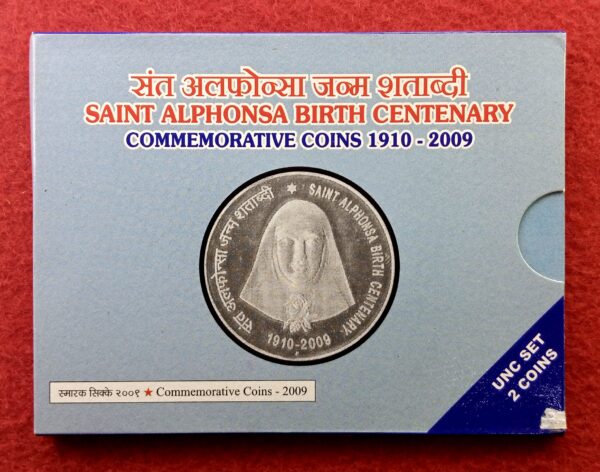 संत अलफोन्सा जन्म शताब्दी
SAINT ALPHONSA BIRTH CENTENARY
COMMEMORATIVE COINS 1910 - 2009
संत अलफोन्सा जन्म शताब्दी
SAINT ALPHONSA BIRTH CENTENARY
1910-2009
स्मारक सिक्के २००९ ★ Commemorative Coins - 2009
UNC SET
2 COINS